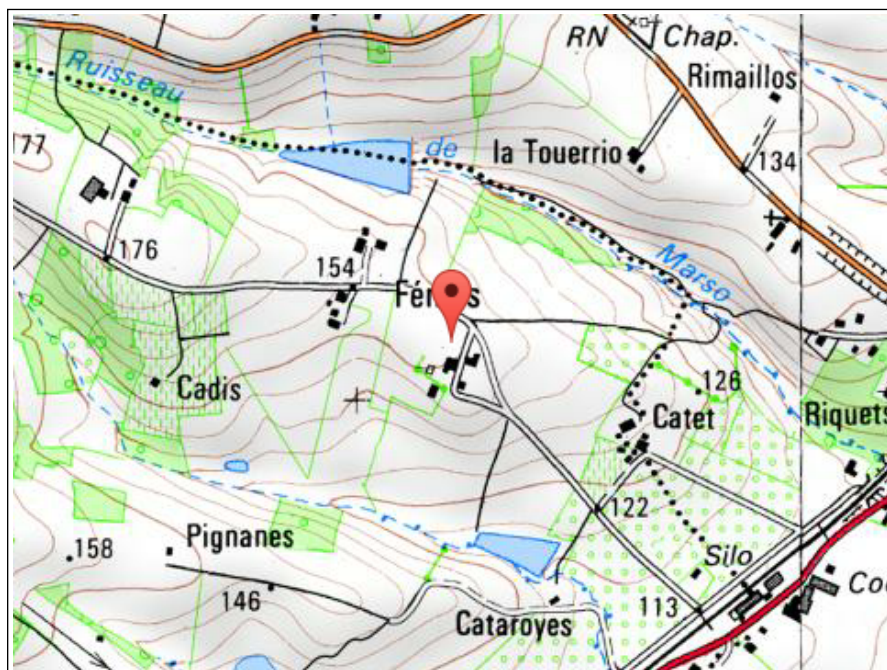 RN
Chap.
Ruisseau
Rimaillos
de
la Touerrio
134
177
176
154
Marso
Cadis
126
Catet
Riquets
122
Pignanes
158
Silo
146
113
Cataroyes